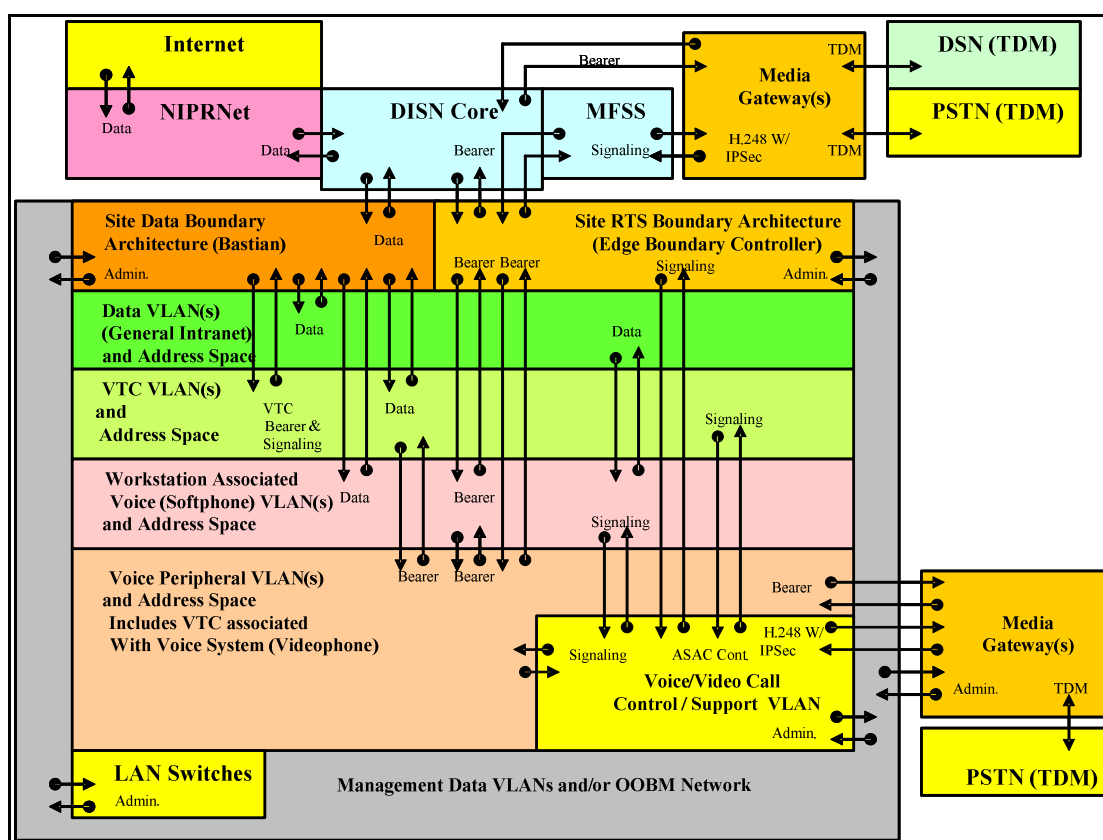 Internet
NIPRNet
Data
Data
DISN Core
Bearer
MFSS
Signaling
Bearer
Media
Gateway(s)
TDM
TDM
H.248 W/
IPSec
DSN (TDM)
PSTN (TDM)
Site Data Boundary
Architecture (Bastian)
Admin.
Data
Site RTS Boundary Architecture
(Edge Boundary Controller)
Bearer
Bearer
Signaling
Admin.
Data VLAN(s)
(General Intranet)
and Address Space
Data
Data
VTC VLAN(s)
and
Address Space
VTC
Bearer &
Signaling
Data
Signaling
Workstation Associated
Voice (Softphone) VLAN(s)
and Address Space
Data
Bearer
Signaling
Voice Peripheral VLAN(s)
and Address Space
Includes VTC associated
With Voice System (Videophone)
Bearer
Bearer
Bearer
Signaling
ASAC Cont.
H.248 W/
IPSec
Voice/Video Call
Control / Support VLAN
Admin.
Media
Gateway(s)
Admin.
TDM
PSTN (TDM)
LAN Switches
Admin.
Management Data VLANs and/or OOBM Network